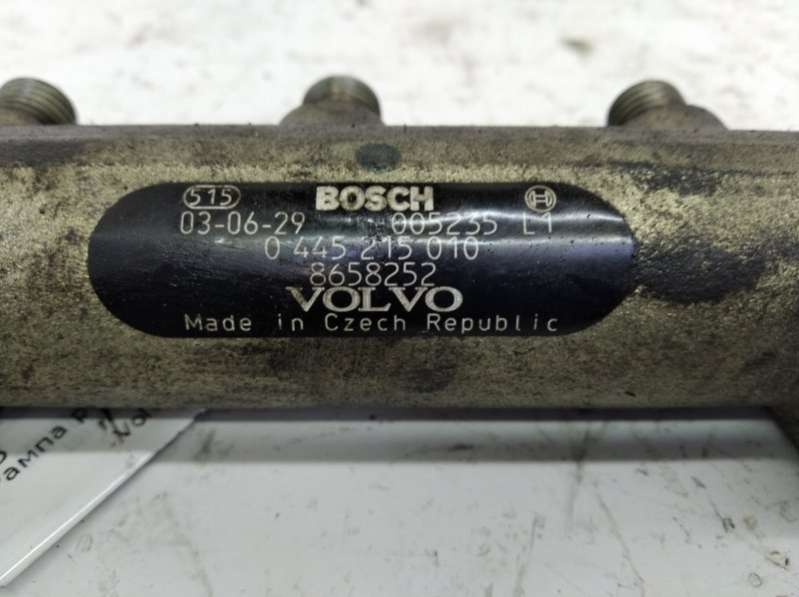 515 BOSCH
03-06-29 005235 L1
0 445 215 010
8658252
VOLVO
Made in Czech Republic